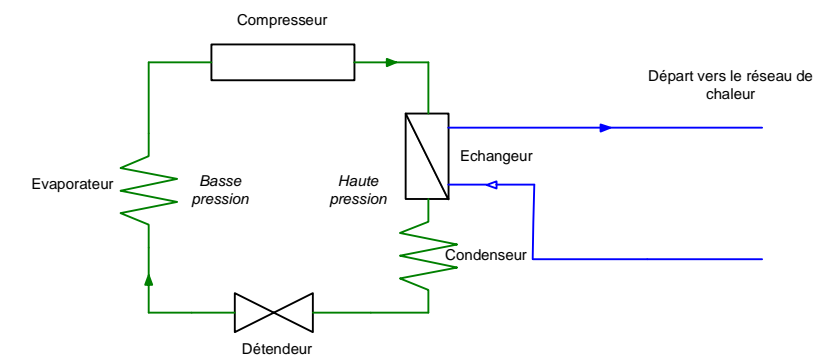 Compresseur
Départ vers le réseau de
chaleur
Echangeur
Evaporateur
Basse
pression
Haute
pression
Condenseur
Détendeur